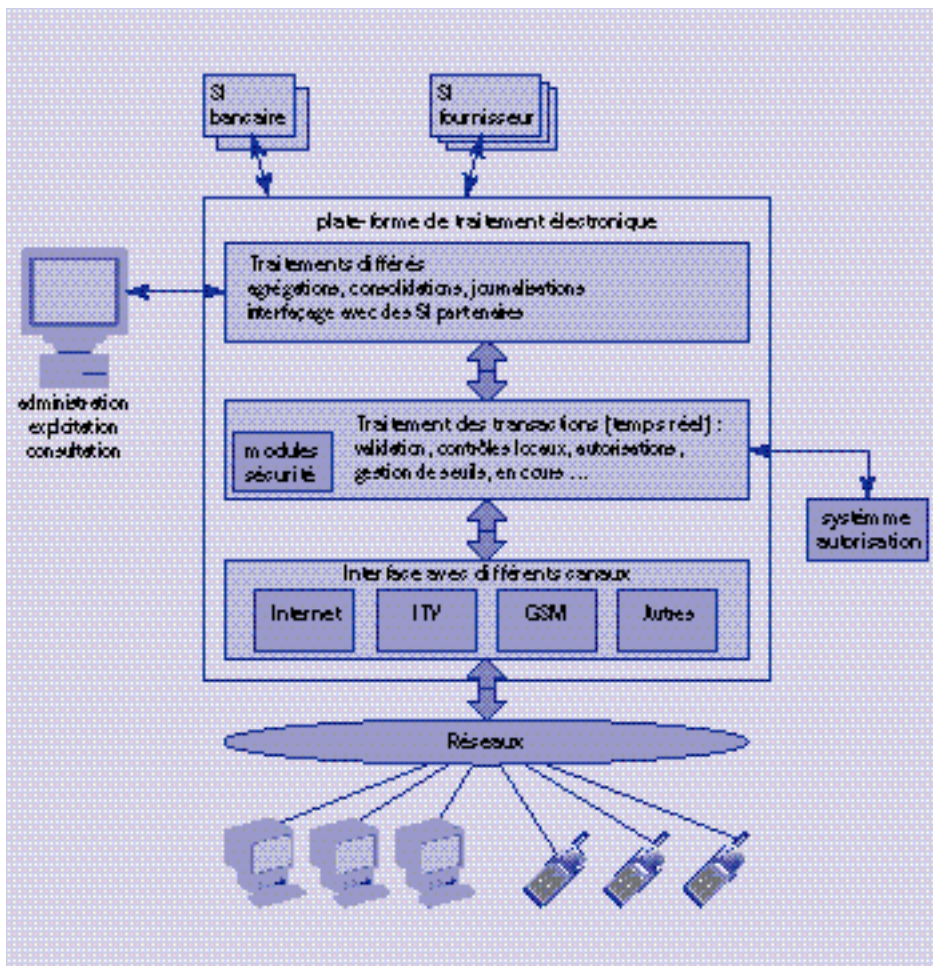 SI
bancaire
SI
fournisseur
plate-forme de traitement électronique
Traitements différés
agrégations, consolidations, journalisations
interfaçage avec des SI partenaires
administration
exploitation
consultation
Traitement des transactions (temps réel) :
validation, contrôles locaux, autorisations,
gestion de seuils, en cours ...
modules
sécurité
systémme
autorisation
Interface avec différents canaux
Internet
GSM
Autres
Réseaux